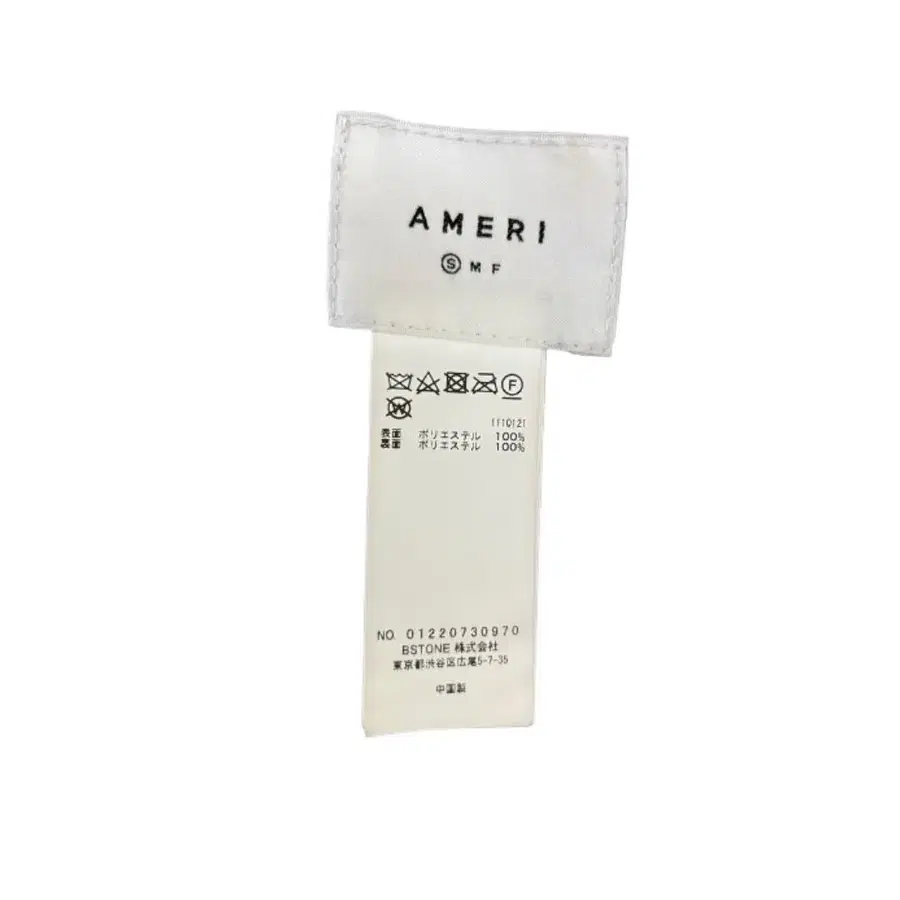 AMERI
Ⓢ M F
Ⓕ
W
1110121
表面 ポリエステル 100%
裏面 ポリエステル 100%
NO. 01220730970
BSTONE 株式会社
東京都渋谷区広尾5-7-35
中国製